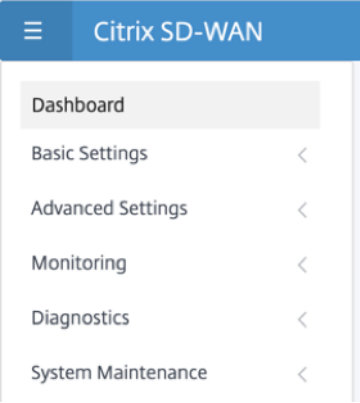 Citrix SD-WAN
Dashboard
Basic Settings
Advanced Settings
Monitoring
Diagnostics
System Maintenance